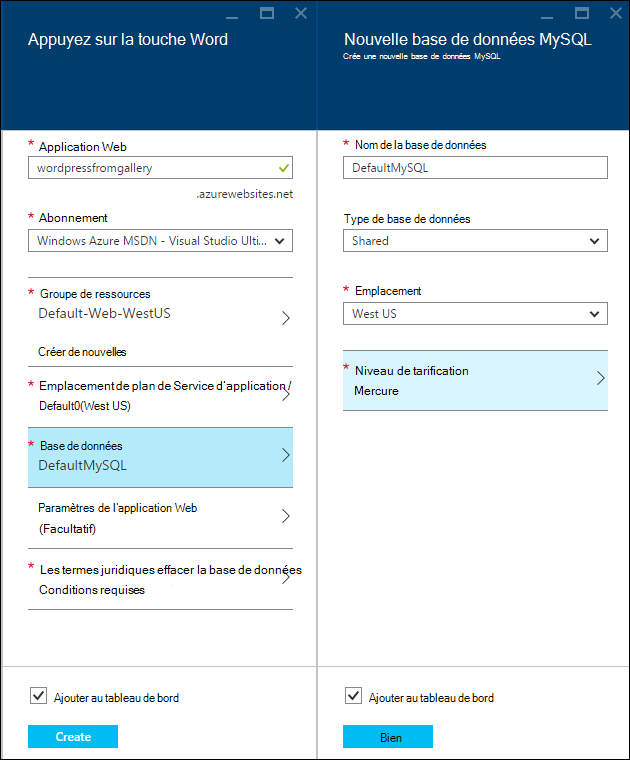 Appuyez sur la touche Word
* Application Web
wordpressfromgallery
.azurewebsites.net
* Abonnement
Windows Azure MSDN - Visual Studio Ulti...
* Groupe de ressources
Default-Web-WestUS
Créer de nouvelles
* Emplacement de plan de Service d'application /
Default0(West US)
* Base de données
DefaultMySQL
Paramètres de l'application Web
(Facultatif)
* Les termes juridiques effacer la base de données
Conditions requises
Ajouter au tableau de bord
Create
Nouvelle base de données MySQL
Crée une nouvelle base de données MySQL
* Nom de la base de données
DefaultMySQL
Type de base de données
Shared
* Emplacement
West US
* Niveau de tarification
Mercure
Ajouter au tableau de bord
Bien